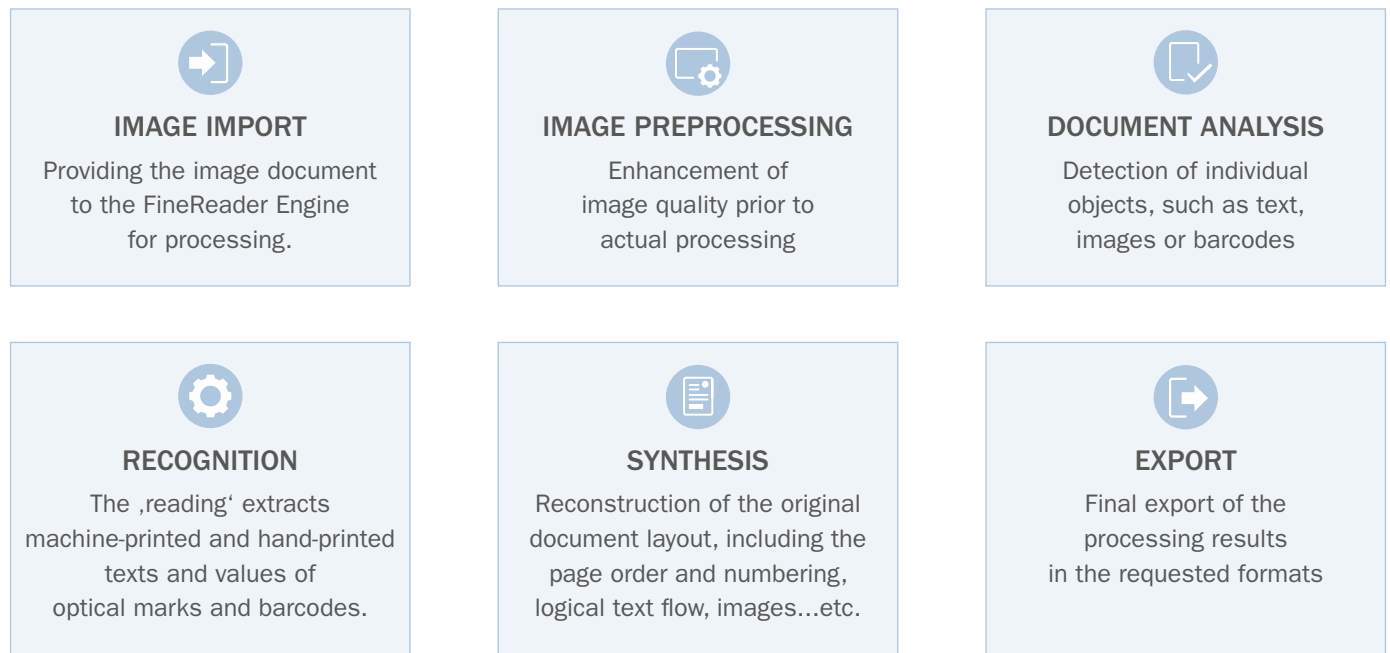 IMAGE IMPORT
Providing the image document
to the FineReader Engine
for processing.
IMAGE PREPROCESSING
Enhancement of
image quality prior to
actual processing
DOCUMENT ANALYSIS
Detection of individual
objects, such as text,
images or barcodes
RECOGNITION
The ‚reading‘ extracts
machine-printed and hand-printed
texts and values of
optical marks and barcodes.
SYNTHESIS
Reconstruction of the original
document layout, including the
page order and numbering,
logical text flow, images...etc.
EXPORT
Final export of the
processing results
in the requested formats